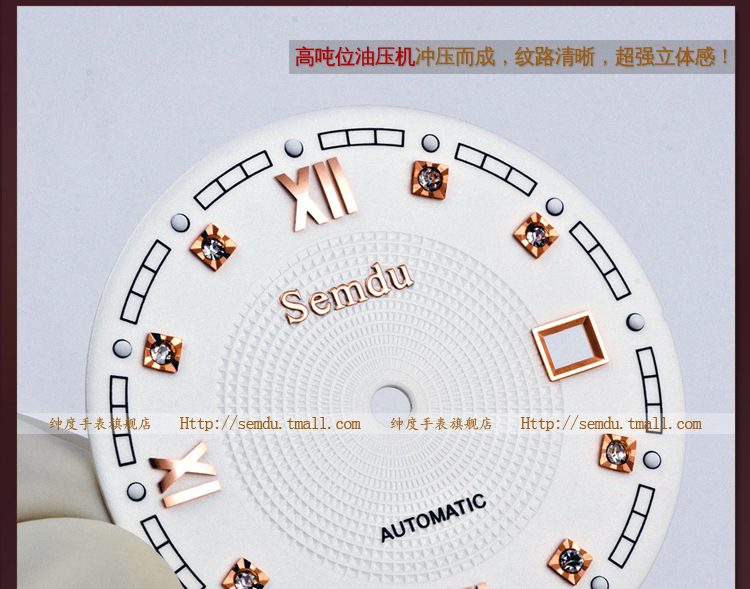 高吨位油压机冲压而成，纹路清晰，超强立体感！
XII
Semdu
绅度手表旗舰店 Http://semdu.tmall.com 绅度手表旗舰店 Http://semdu.tmall.com
IX
AUTOMATIC